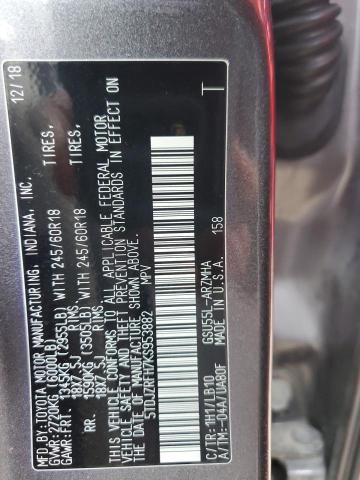 MFD.BY:TOYOTA MOTOR MANUFACTURING, INDIANA, INC. 12/18
GVWR:2720KG(6000LB)
GAWR:FRT. 1345KG (2955LB) WITH 245/60R18 TIRES,
18X7.5J RIMS
RR. 1590KG (3500LB) WITH 245/60R18 TIRES,
18X7.5J RIMS
THIS VEHICLE CONFORMS TO ALL APPLICABLE FEDERAL MOTOR
VEHICLE SAFETY AND THEFT PREVENTION STANDARDS IN EFFECT ON
THE DATE OF MANUFACTURE SHOWN ABOVE.
5TDJZRFH7KS953882 MPV
T
C/TR:1H1/LB10 GSU55L-ARZMHA
A/TM:-04A/UA80F MADE IN U.S.A. 158